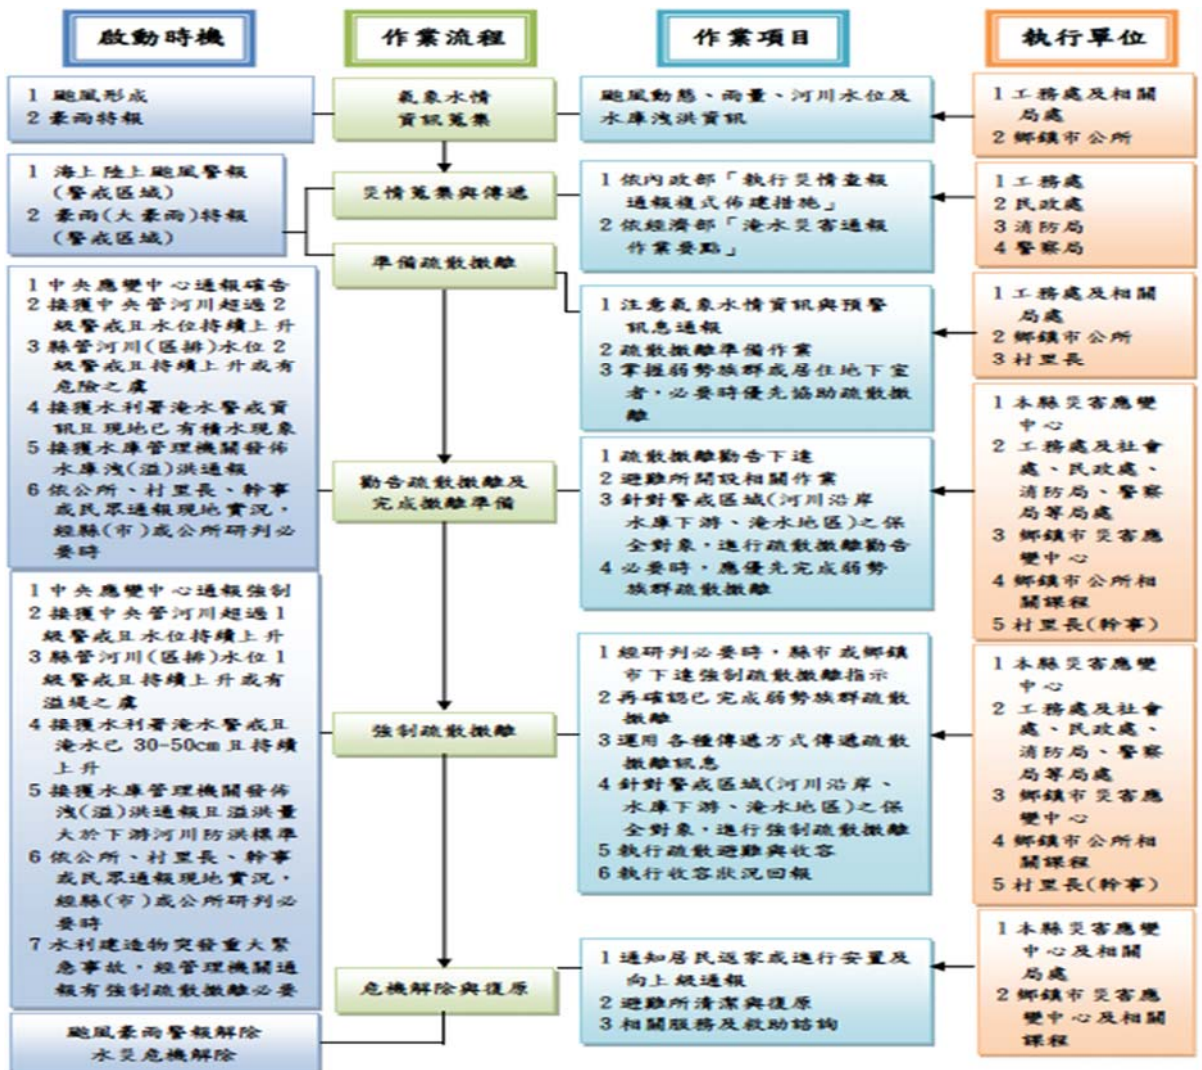 啟動時機
作業流程
作業項目
執行單位
1 颱風形成
2 豪雨特報
氣象水情
資訊蒐集
颱風動態、雨量、河川水位及
水庫洩洪資訊
1 工務處及相關
局處
2 鄉鎮市公所
1 海上陸上颱風警報
(警戒區域)
2 豪雨(大豪雨)特報
(警戒區域)
災情蒐集與傳遞
1 依內政部「執行災情查報
通報複式佈建措施」
2 依經濟部「淹水災害通報
作業要點」
1 工務處
2 民政處
3 消防局
4 警察局
準備疏散撤離
1 注意氣象水情資訊與預警
訊息通報
2 疏散撤離準備作業
3 掌握弱勢族群或居住地下室
者，必要時優先協助疏散撤
離
1 工務處及相關
局處
2 鄉鎮市公所
3 村里長
1 中央應變中心通報確告
2 接獲中央管河川超過 2
級警戒且水位持續上升
3 縣管河川(區排)水位 2
級警戒且持續上升或有
危險之虞
4 接獲水利署淹水警戒資
訊且現地已有積水現象
5 接獲水庫管理機關發佈
水庫洩(溢)洪通報
6 依公所、村里長、幹事
或民眾通報現地實況，
經縣(市)或公所研判必
要時
勸告疏散撤離及
完成撤離準備
1 疏散撤離勸告下達
2 避難所開設相關作業
3 針對警戒區域(河川沿岸
水庫下游、淹水地區)之保
全對象，進行疏散撤離勸告
4 必要時，應優先完成弱勢
族群疏散撤離
1 本縣災害應變
中心
2 工務處及社會
處、民政處、
消防局、警察
局等局處
3 鄉鎮市災害應
變中心
4 鄉鎮市公所相
關課程
5 村里長(幹事)
1 中央應變中心通報強制
2 接獲中央管河川超過 1
級警戒且水位持續上升
3 縣管河川(區排)水位 1
級警戒且持續上升或有
溢堤之虞
4 接獲水利署淹水警戒且
淹水已 30-50cm 且持續
上升
5 接獲水庫管理機關發佈
洩(溢)洪通報且溢洪量
大於下游河川防洪標準
6 依公所、村里長、幹事
或民眾通報現地實況，
經縣(市)或公所研判必
要時
7 水利建造物突發重大緊
急事故，經管理機關通
報有強制疏散撤離必要
強制疏散撤離
1 經研判必要時，縣市或鄉鎮
市下達強制疏散撤離指示
2 再確認已完成弱勢族群疏散
撤離
3 運用各種傳遞方式傳遞疏散
撤離訊息
4 針對警戒區域(河川沿岸、
水庫下游、淹水地區)之保
全對象，進行強制疏散撤離
5 執行疏散避難與收容
6 執行收容狀況回報
1 本縣災害應變
中心
2 工務處及社會
處、民政處、
消防局、警察
局等局處
3 鄉鎮市災害應
變中心
4 鄉鎮市公所相
關課程
5 村里長(幹事)
颱風豪雨警報解除
水災危機解除
危機解除與復原
1 通知居民返家或進行安置及
向上級通報
2 避難所清潔與復原
3 相關服務及救助諮詢
1 本縣災害應變
中心及相關
局處
2 鄉鎮市災害應
變中心及相關
課程